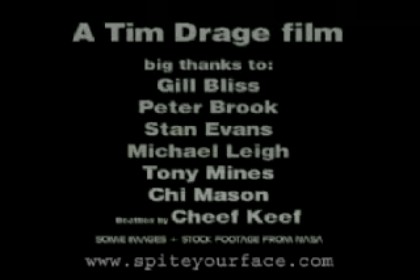 A Tim Drage film
big thanks to:
Gill Bliss
Peter Brook
Stan Evans
Michael Leigh
Tony Mines
Chi Mason
Cheef Keef
SOME IMAGES + STOCK FOOTAGE FROM NASA
www.spiteyourface.com